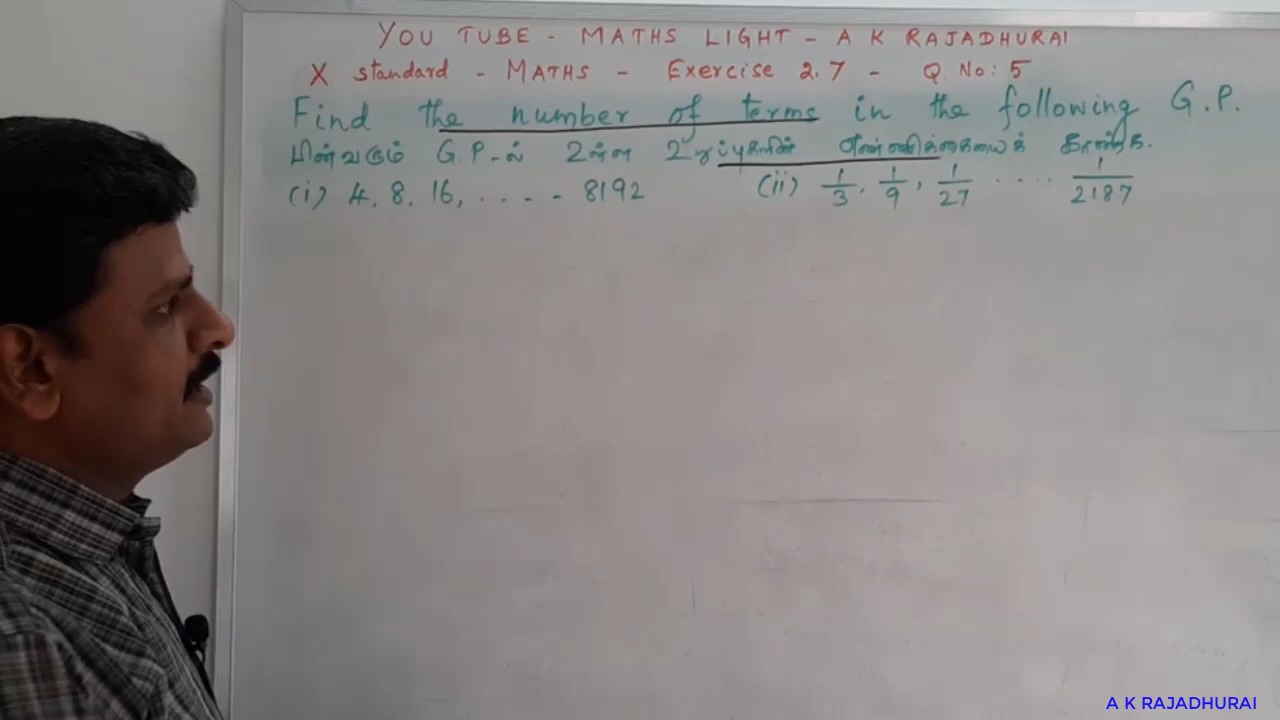 YOU TUBE - MATHS LIGHT - A K RAJADHURAI
X standard - MATHS - Exercise 2.7 - Q. No: 5
Find the number of terms in the following G.P.
பின்வரும் G.P-ல் உள்ள உறுப்புகளின் எண்ணிக்கையைக் காண்க.
(i) 4, 8, 16, . . . . - 8192 (ii) 1/3, 1/9, 1/27 .... 1/2187
A K RAJADHURAI